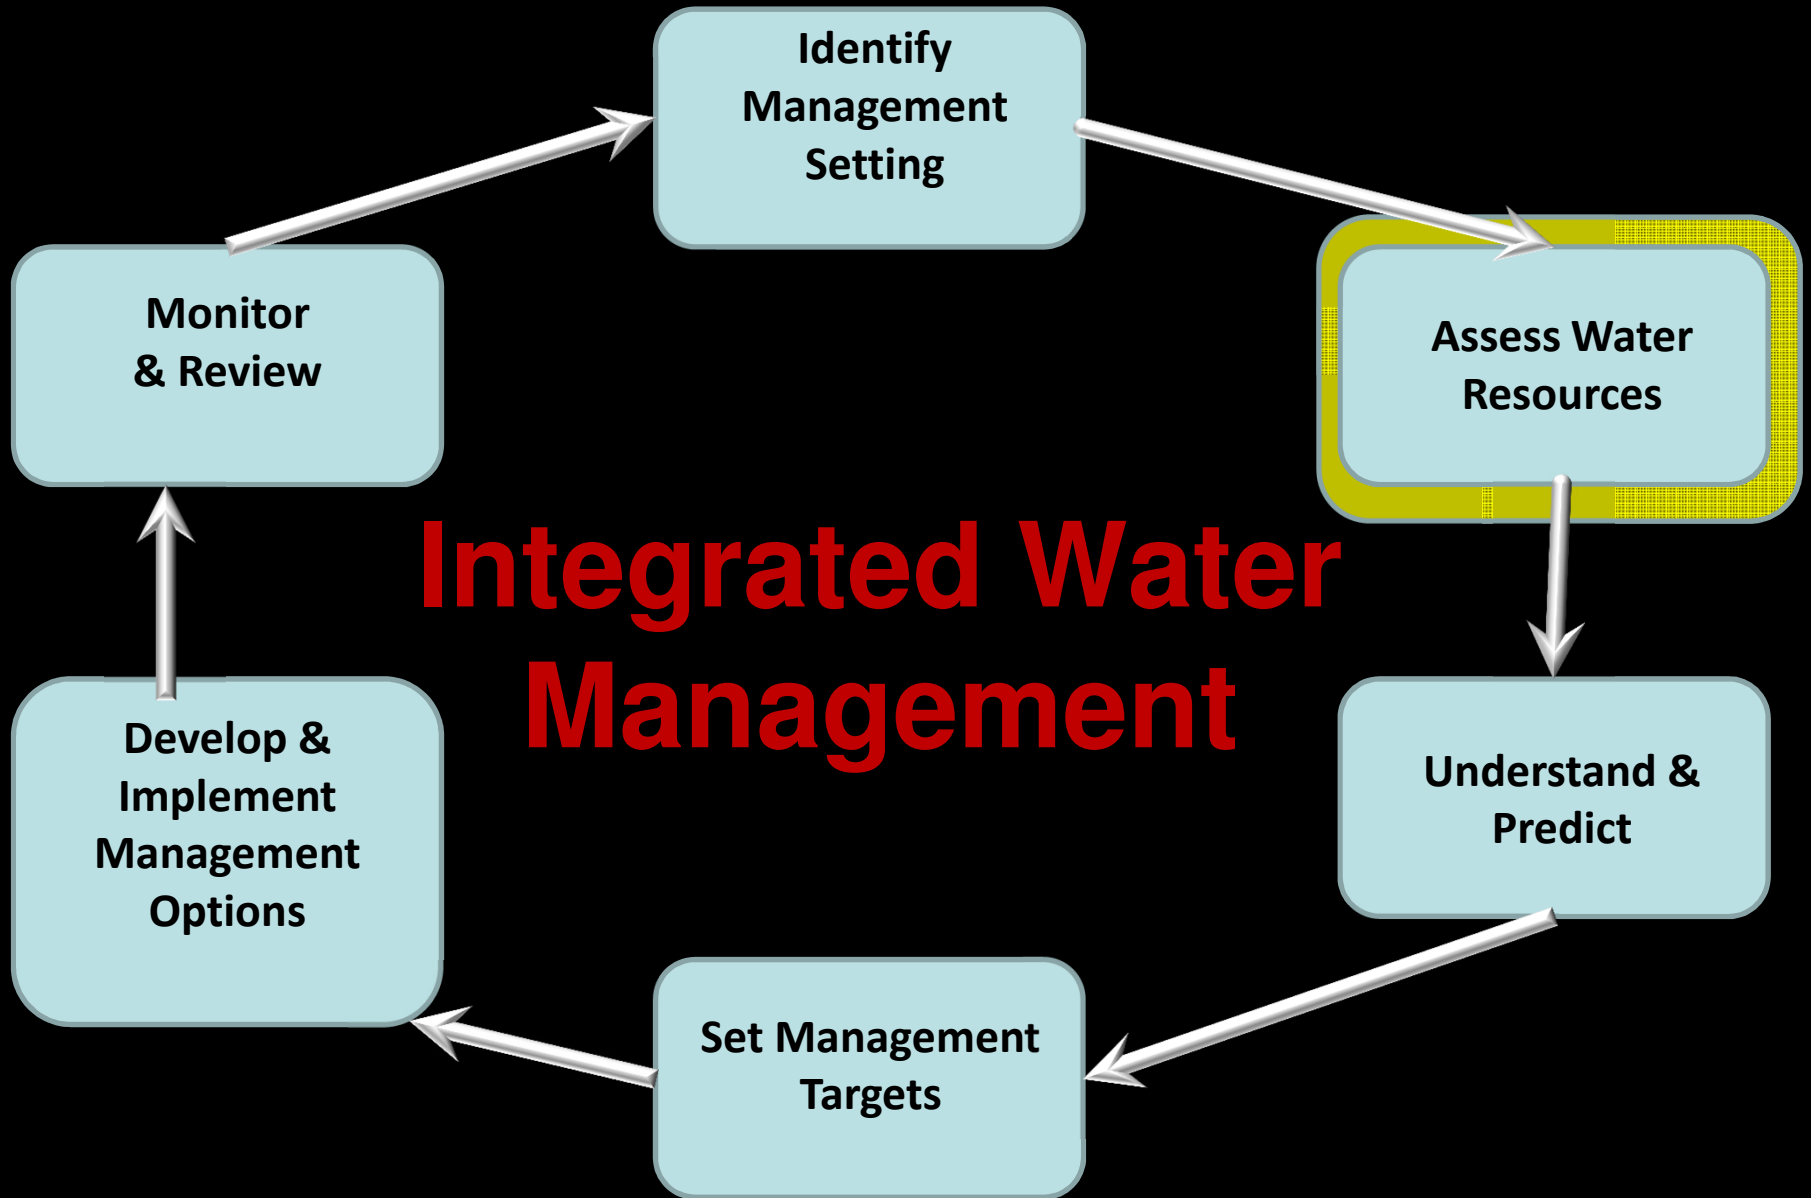 Identify
Management
Setting
Assess Water
Resources
Understand &
Predict
Set Management
Targets
Develop &
Implement
Management
Options
Monitor
& Review
Integrated Water
Management